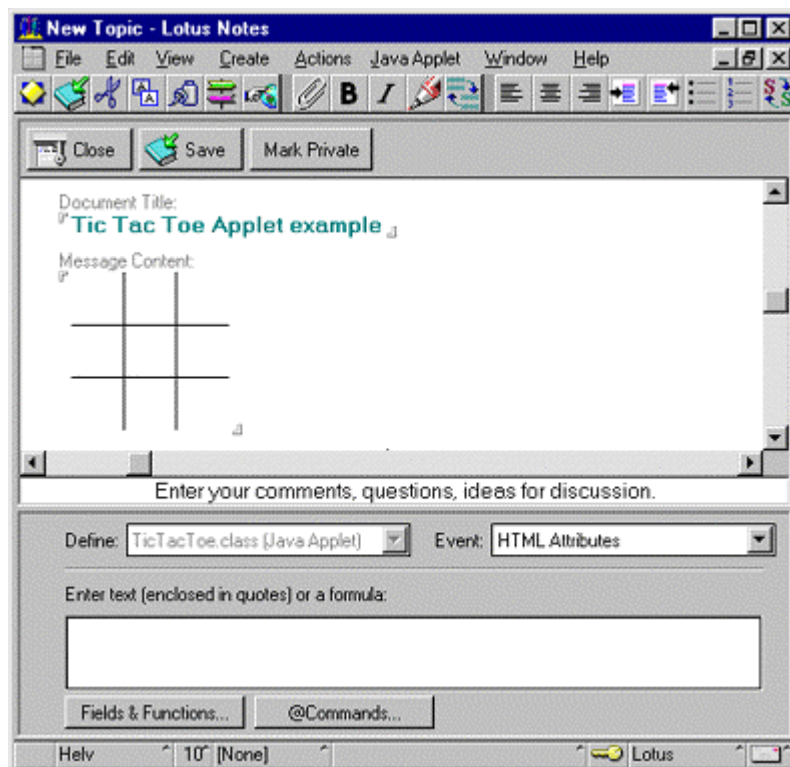 New Topic - Lotus Notes
File Edit View Create Actions Java Applet Window Help
B I
Close Save Mark Private
Document Title:
Tic Tac Toe Applet example
Message Content:
Enter your comments, questions, ideas for discussion.
Define: TicTacToe.class (Java Applet) Event: HTML Attributes
Enter text (enclosed in quotes) or a formula:
Fields & Functions... @Commands...
Helv 10 [None] Lotus